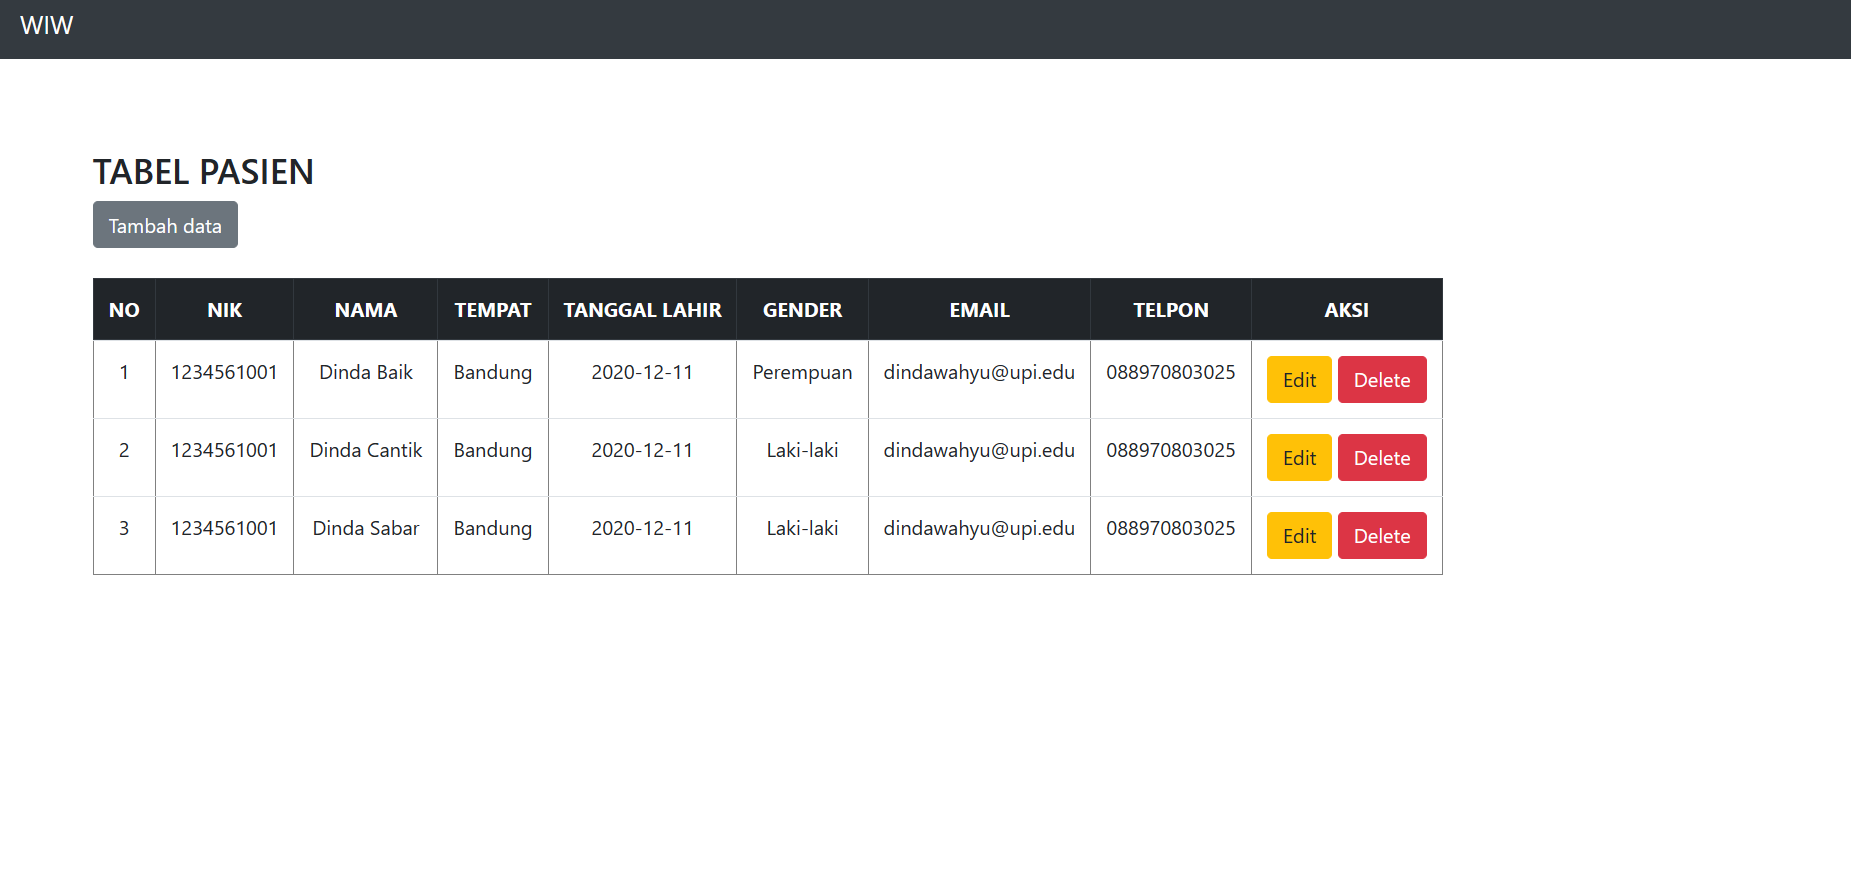 WIW
TABEL PASIEN
Tambah data
NO NIK NAMA TEMPAT TANGGAL LAHIR GENDER EMAIL TELPON AKSI
1 1234561001 Dinda Baik Bandung 2020-12-11 Perempuan dindawahyu@upi.edu 088970803025 Edit Delete
2 1234561001 Dinda Cantik Bandung 2020-12-11 Laki-laki dindawahyu@upi.edu 088970803025 Edit Delete
3 1234561001 Dinda Sabar Bandung 2020-12-11 Laki-laki dindawahyu@upi.edu 088970803025 Edit Delete